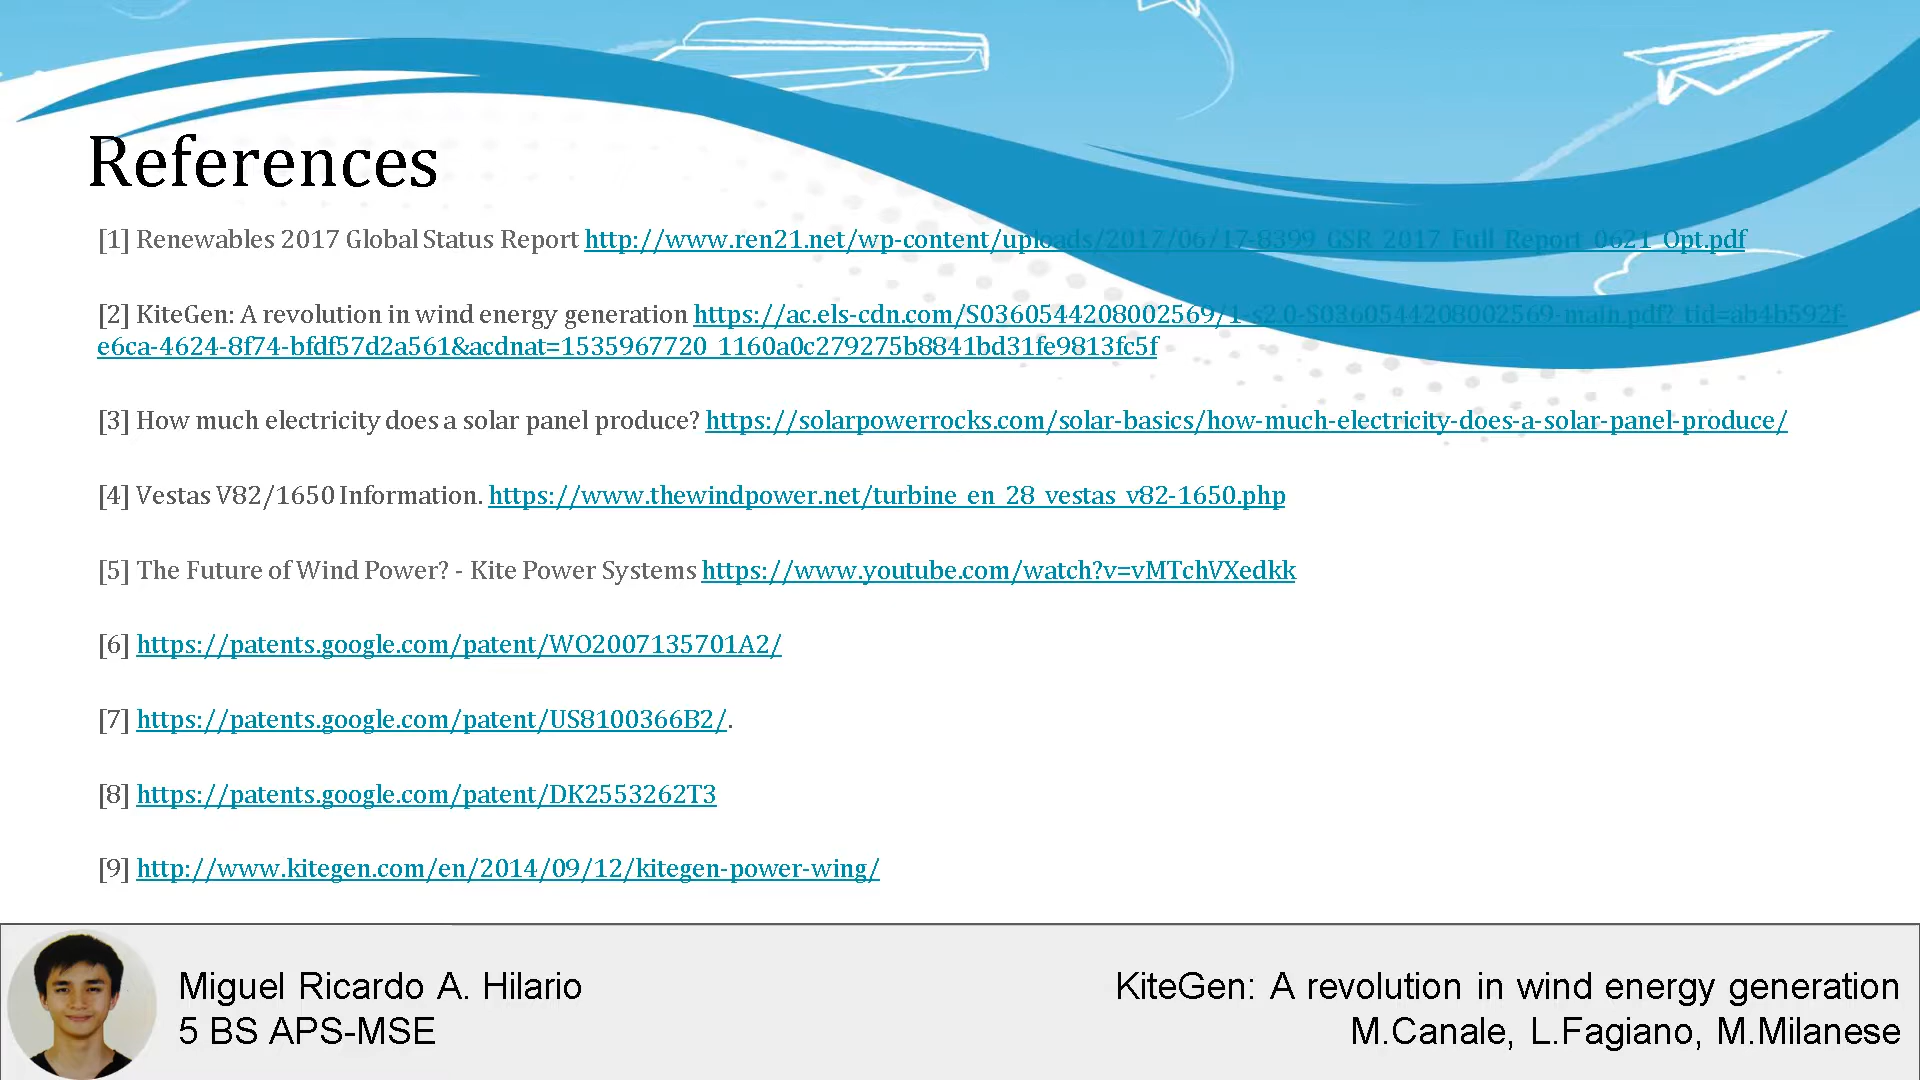 References
[1] Renewables 2017 Global Status Report http://www.ren21.net/wp-content/uploads/2017/06/17-8399_GSR_2017_Full_Report_0621_Opt.pdf
[2] KiteGen: A revolution in wind energy generation https://ac.els-cdn.com/S0360544208002569/1-s2.0-S0360544208002569-main.pdf?_tid=ab4b592f-
e6ca-4624-8f74-bfdf57d2a561&acdnat=1535967720_1160a0c279275b8841bd31fe9813fc5f
[3] How much electricity does a solar panel produce? https://solarpowerrocks.com/solar-basics/how-much-electricity-does-a-solar-panel-produce/
[4] Vestas V82/1650 Information. https://www.thewindpower.net/turbine_en_28_vestas_v82-1650.php
[5] The Future of Wind Power? - Kite Power Systems https://www.youtube.com/watch?v=vMTchVXedkk
[6] https://patents.google.com/patent/WO2007135701A2/
[7] https://patents.google.com/patent/US8100366B2/.
[8] https://patents.google.com/patent/DK2553262T3
[9] http://www.kitegen.com/en/2014/09/12/kitegen-power-wing/
Miguel Ricardo A. Hilario
5 BS APS-MSE
KiteGen: A revolution in wind energy generation
M.Canale, L.Fagiano, M.Milanese